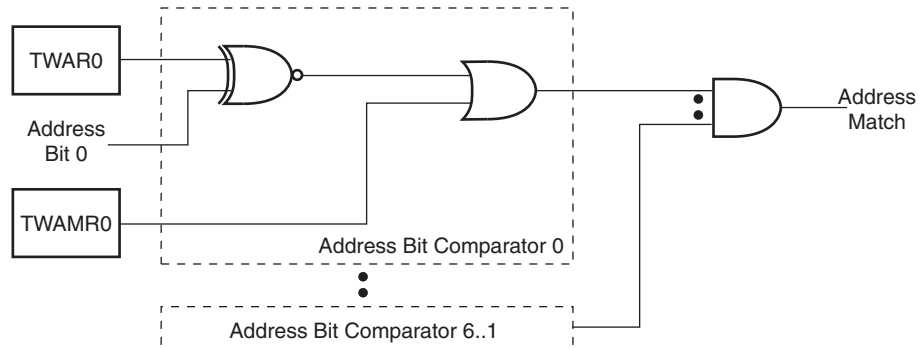 TWAR0
Address
Bit 0
TWAMR0
Address Bit Comparator 0
Address Bit Comparator 6..1
Address
Match